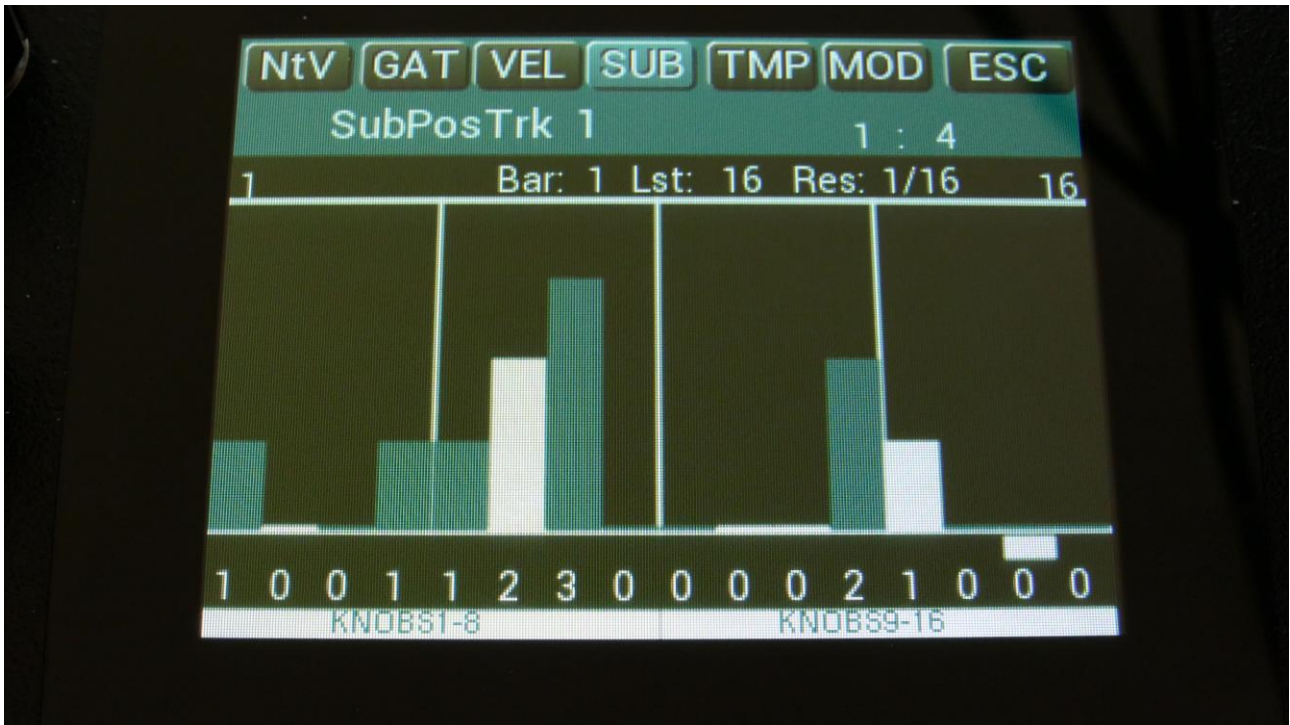 NtV GAT VEL SUB TMP MOD ESC
SubPosTrk 1 1 : 4
1 Bar: 1 Lst: 16 Res: 1/16 16
1 0 0 1 1 2 3 0 0 0 0 2 1 0 0 0
KNOBS1-8 KNOBS9-16